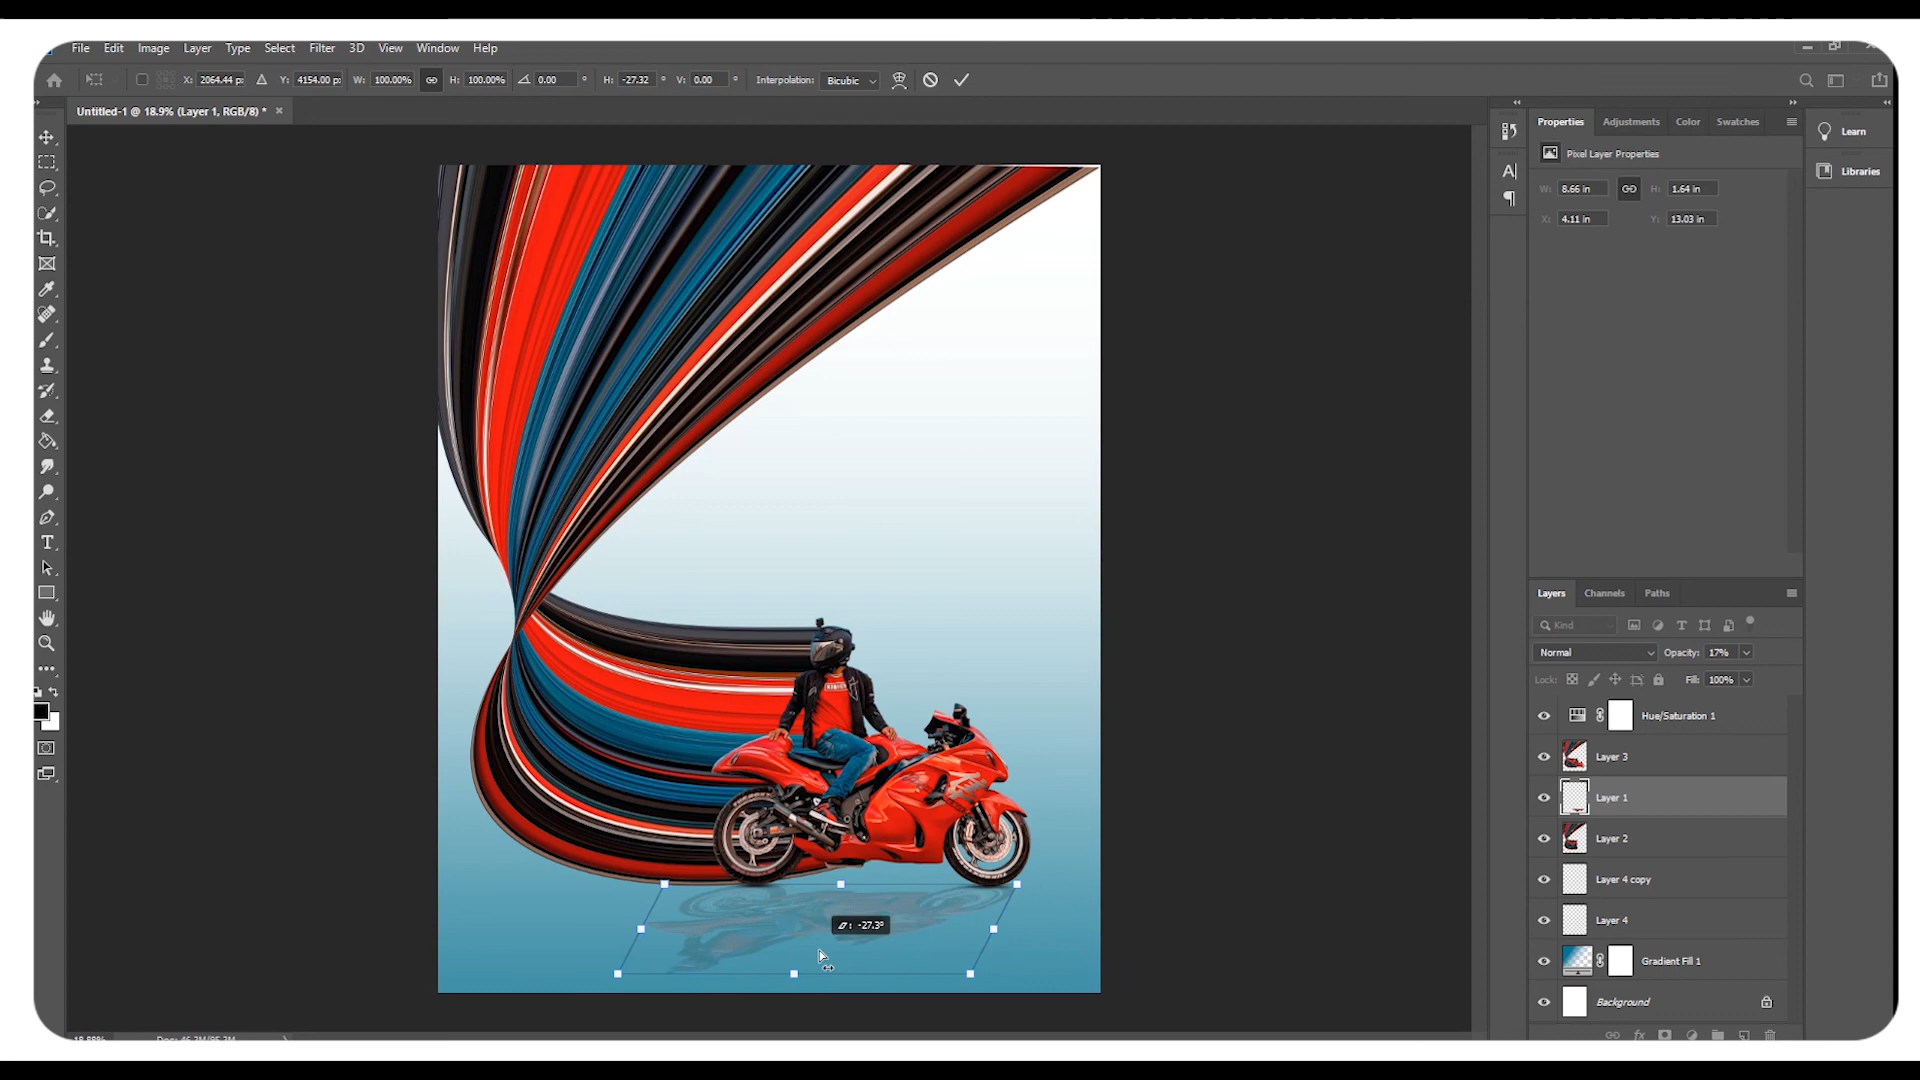 File Edit Image Layer Type Select Filter 3D View Window Help
X: 2064.44 p: Y: 4154.00 p: W: 100.00% H: 100.00% 0.00 ° H: -27.32 ° V: 0.00 ° Interpolation: Bicubic
Untitled-1 @ 18.9% (Layer 1, RGB/8) *
Properties Adjustments Color Swatches
Learn
Pixel Layer Properties
Libraries
W: 8.66 in H: 1.64 in
X: 4.11 in Y: 13.03 in
-27.3°
Layers Channels Paths
Kind
Normal Opacity: 17%
Lock: Fill: 100%
Hue/Saturation 1
Layer 3
Layer 1
Layer 2
Layer 4 copy
Layer 4
Gradient Fill 1
Background